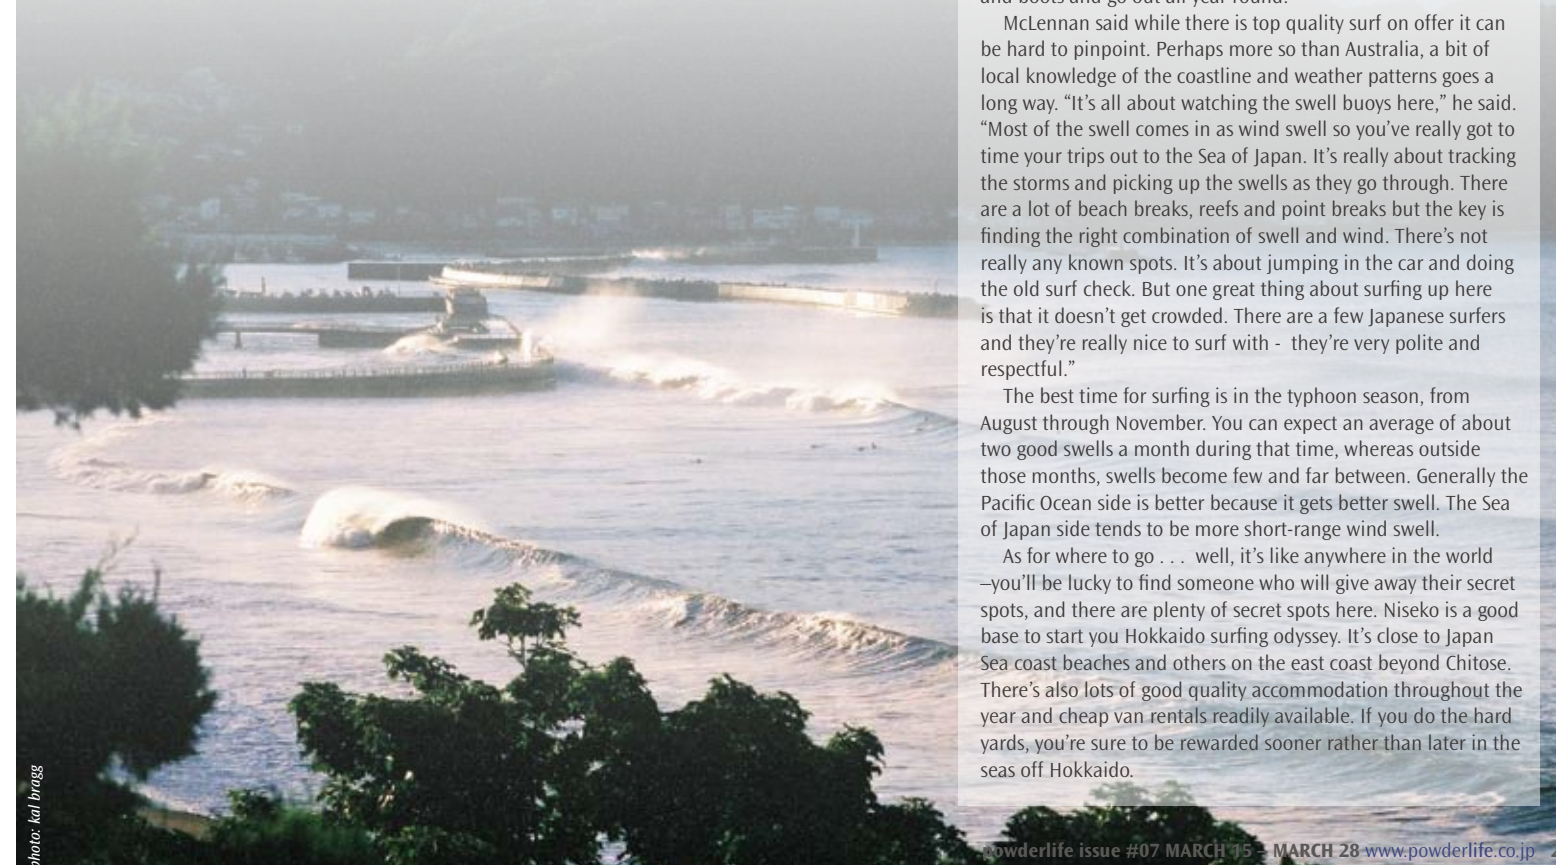 and boots and go out all year round.
McLennan said while there is top quality surf on offer it can
be hard to pinpoint. Perhaps more so than Australia, a bit of
local knowledge of the coastline and weather patterns goes a
long way. “It’s all about watching the swell buoys here,” he said.
“Most of the swell comes in as wind swell so you’ve really got to
time your trips out to the Sea of Japan. It’s really about tracking
the storms and picking up the swells as they go through. There
are a lot of beach breaks, reefs and point breaks but the key is
finding the right combination of swell and wind. There’s not
really any known spots. It’s about jumping in the car and doing
the old surf check. But one great thing about surfing up here
is that it doesn’t get crowded. There are a few Japanese surfers
and they’re really nice to surf with -  they’re very polite and
respectful.”
The best time for surfing is in the typhoon season, from
August through November. You can expect an average of about
two good swells a month during that time, whereas outside
those months, swells become few and far between. Generally the
Pacific Ocean side is better because it gets better swell. The Sea
of Japan side tends to be more short-range wind swell.
As for where to go . . .  well, it’s like anywhere in the world
–you’ll be lucky to find someone who will give away their secret
spots, and there are plenty of secret spots here. Niseko is a good
base to start you Hokkaido surfing odyssey. It’s close to Japan
Sea coast beaches and others on the east coast beyond Chitose.
There’s also lots of good quality accommodation throughout the
year and cheap van rentals readily available. If you do the hard
yards, you’re sure to be rewarded sooner rather than later in the
seas off Hokkaido.
photo: kal bragg
powderlife issue #07 MARCH 15 – MARCH 28 www.powderlife.co.jp